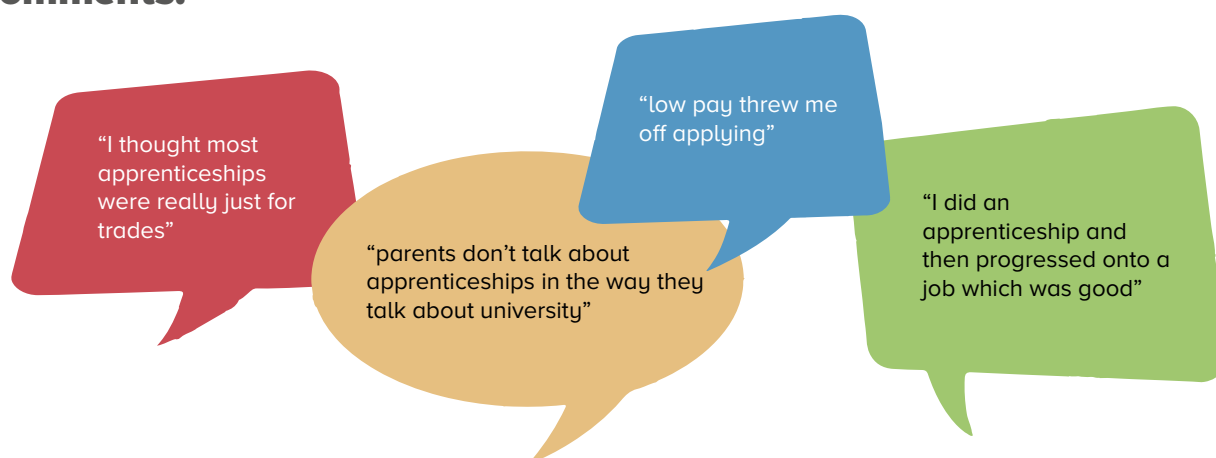 “I thought most
apprenticeships
were really just for
trades”
“parents don’t talk about
apprenticeships in the way they
talk about university”
“low pay threw me
off applying”
“I did an
apprenticeship and
then progressed onto a
job which was good”